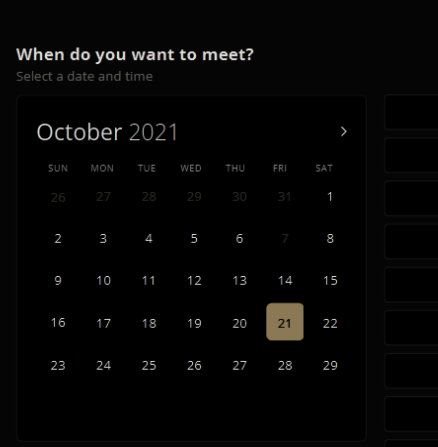 When do you want to meet?
Select a date and time
October 2021 >
SUN MON TUE WED THU FRI SAT
26 27 28 29 30 31 1
2 3 4 5 6 7 8
9 10 11 12 13 14 15
16 17 18 19 20 21 22
23 24 25 26 27 28 29